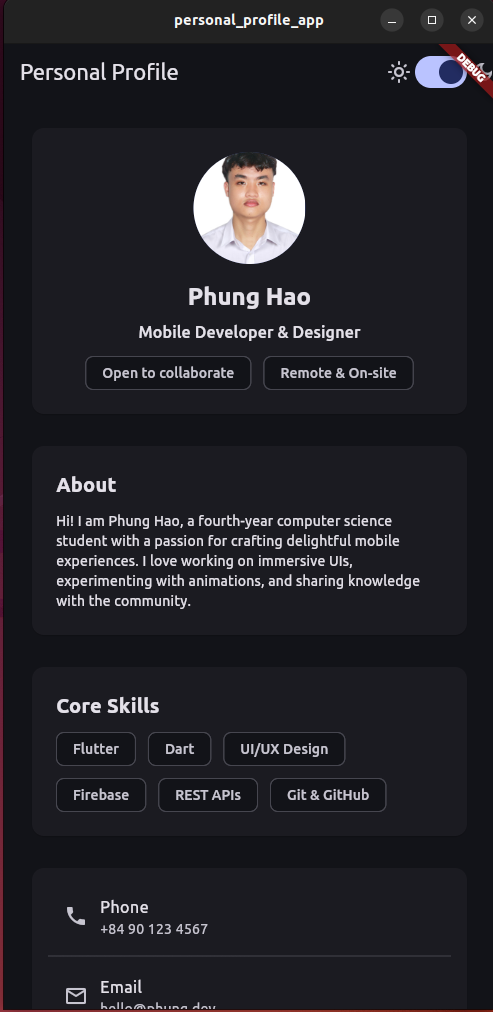 personal_profile_app
Personal Profile
DEBUG
Phung Hao
Mobile Developer & Designer
Open to collaborate
Remote & On-site
About
Hi! I am Phung Hao, a fourth-year computer science
student with a passion for crafting delightful mobile
experiences. I love working on immersive UIs,
experimenting with animations, and sharing knowledge
with the community.
Core Skills
Flutter
Dart
UI/UX Design
Firebase
REST APIs
Git & GitHub
Phone
+84 90 123 4567
Email
hello@phung.dev